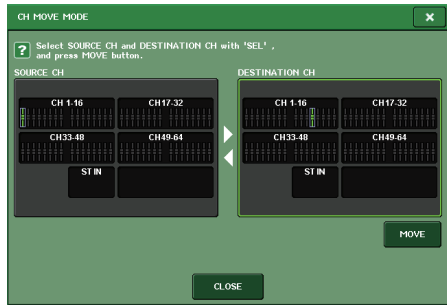 CH MOVE MODE
?
Select SOURCE CH and DESTINATION CH with 'SEL' ,
and press MOVE button.
SOURCE CH
CH 1-16
CH17-32
CH33-48
CH49-64
ST IN
DESTINATION CH
CH 1-16
CH17-32
CH33-48
CH49-64
ST IN
MOVE
CLOSE